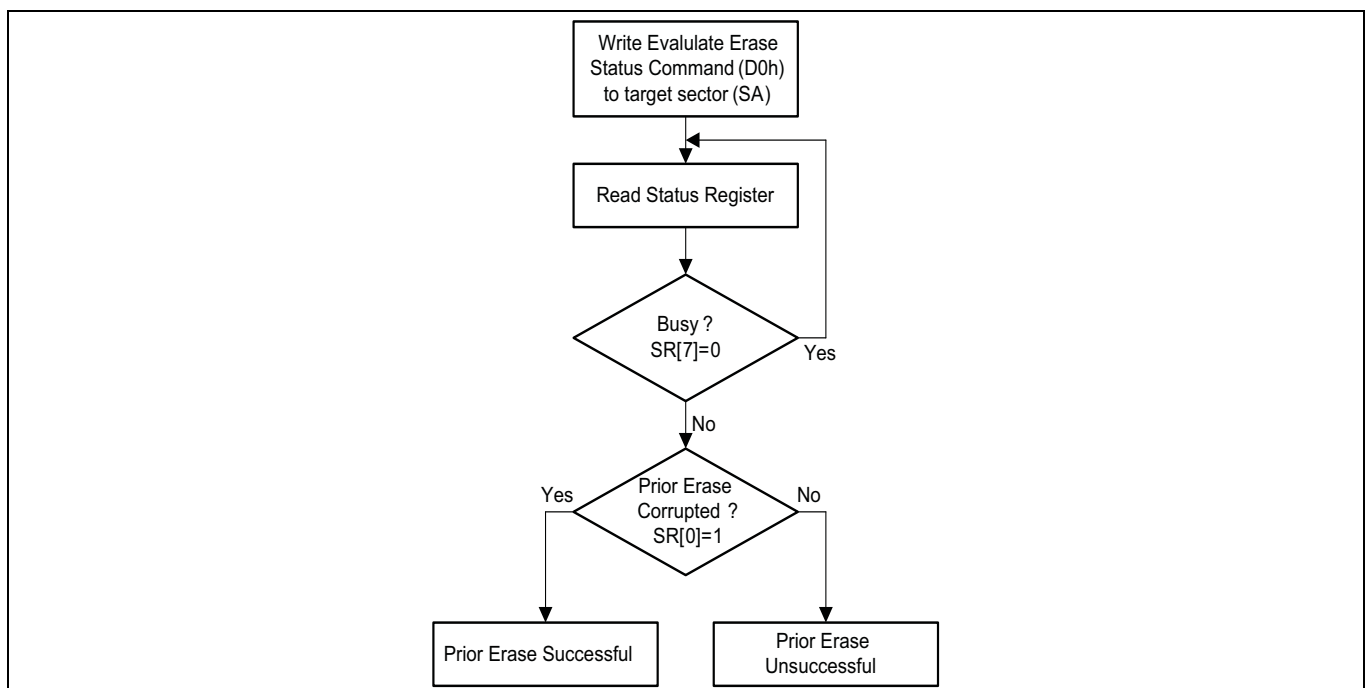 Write Evalulate Erase
Status Command (D0h)
to target sector (SA)
Read Status Register
Busy ?
SR[7]=0
Yes
No
Prior Erase
Corrupted ?
SR[0]=1
Yes
No
Prior Erase Successful
Prior Erase
Unsuccessful